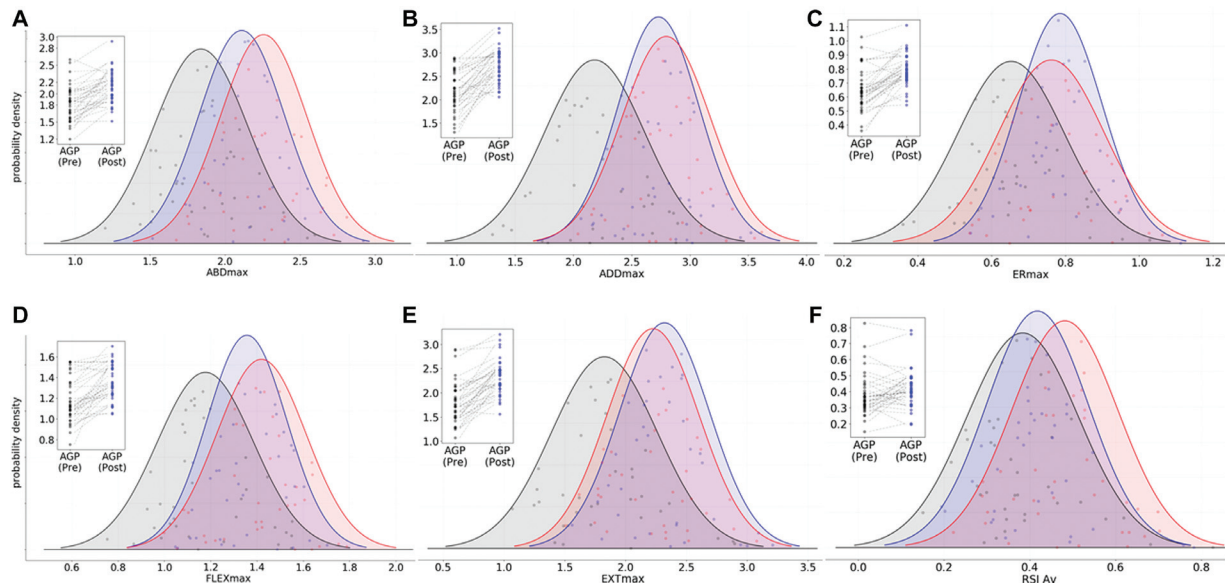 A
B
C
probability density
3.0
2.8
2.5
2.2
2.0
1.8
1.5
1.2
AGP
(Pre)
AGP
(Post)
1.0
1.5
2.0
2.5
3.0
ABDmax
3.5
3.0
2.5
2.0
1.5
AGP
(Pre)
AGP
(Post)
1.0
1.5
2.0
2.5
3.0
3.5
4.0
ADDmax
1.1
1.0
0.9
0.8
0.7
0.6
0.5
0.4
AGP
(Pre)
AGP
(Post)
0.2
0.4
0.6
0.8
1.0
1.2
ERmax
D
E
F
probability density
1.6
1.4
1.2
1.0
0.8
AGP
(Pre)
AGP
(Post)
0.6
0.8
1.0
1.2
1.4
1.6
1.8
2.0
FLEXmax
3.0
2.5
2.0
1.5
1.0
AGP
(Pre)
AGP
(Post)
0.5
1.0
1.5
2.0
2.5
3.0
3.5
EXTmax
0.8
0.7
0.6
0.5
0.4
0.3
0.2
AGP
(Pre)
AGP
(Post)
0.0
0.2
0.4
0.6
0.8
RSI Av